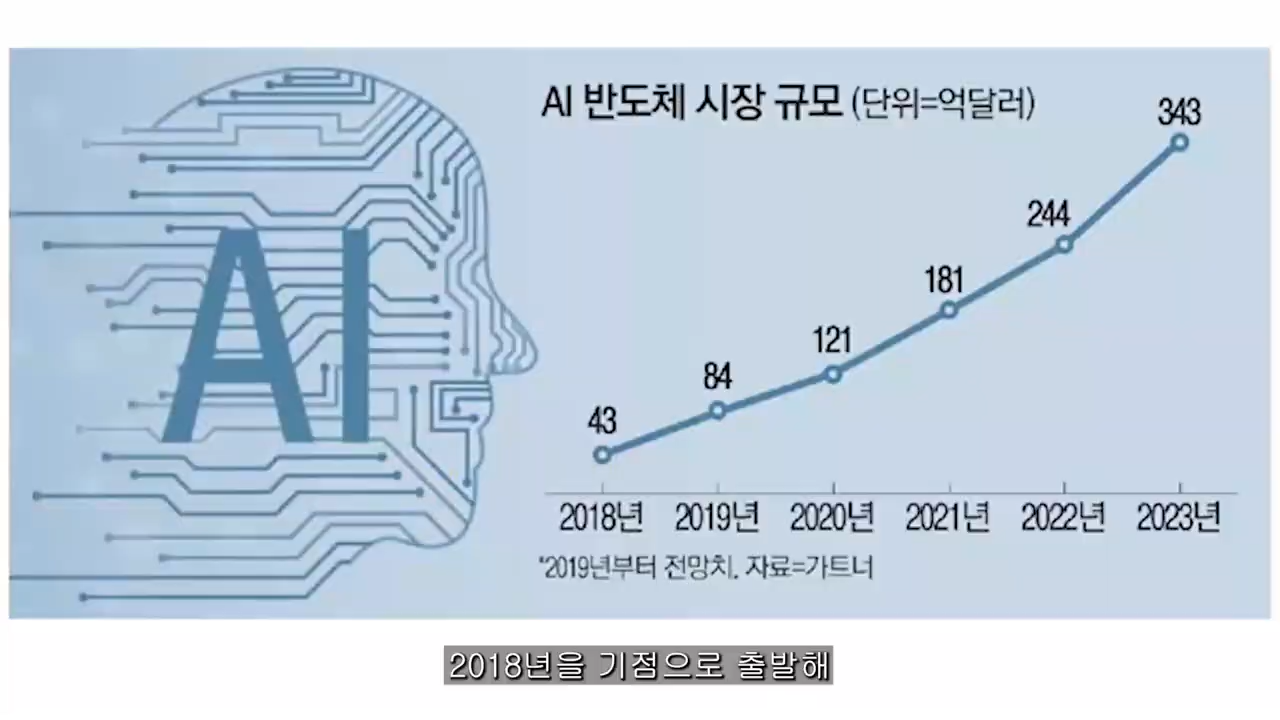 AI
AI 반도체 시장 규모 (단위=억달러)
343
244
181
121
84
43
2018년 2019년 2020년 2021년 2022년 2023년
*2019년부터 전망치, 자료=가트너
2018년을 기점으로 출발해